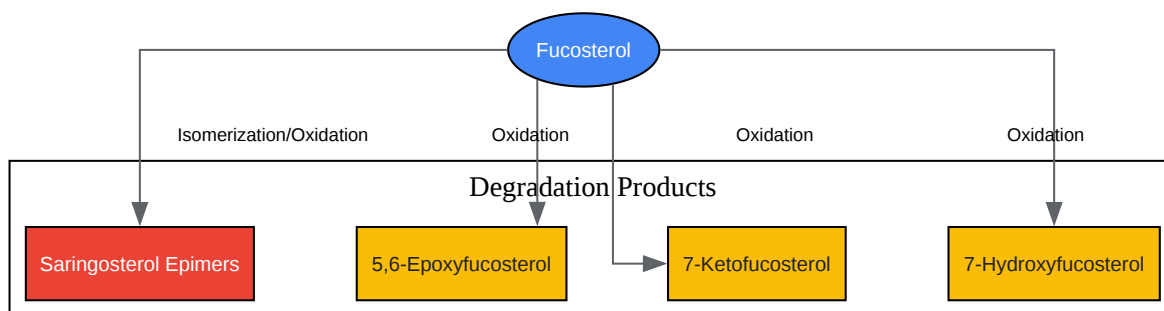 Fucosterol
Isomerization/Oxidation
Oxidation
Oxidation
Oxidation
Degradation Products
Saringosterol Epimers
5,6-Epoxyfucosterol
7-Ketofucosterol
7-Hydroxyfucosterol